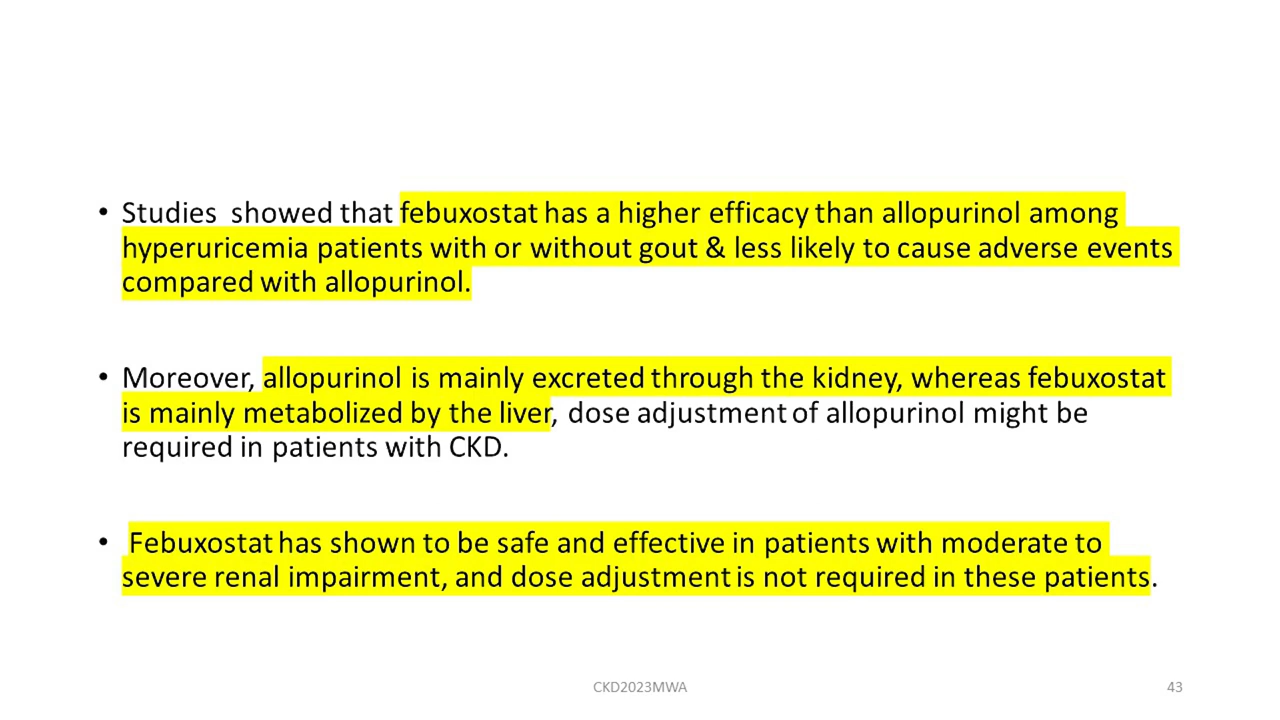 • Studies showed that febuxostat has a higher efficacy than allopurinol among
hyperuricemia patients with or without gout & less likely to cause adverse events
compared with allopurinol.
• Moreover, allopurinol is mainly excreted through the kidney, whereas febuxostat
is mainly metabolized by the liver, dose adjustment of allopurinol might be
required in patients with CKD.
• Febuxostat has shown to be safe and effective in patients with moderate to
severe renal impairment, and dose adjustment is not required in these patients.
CKD2023MWA
43